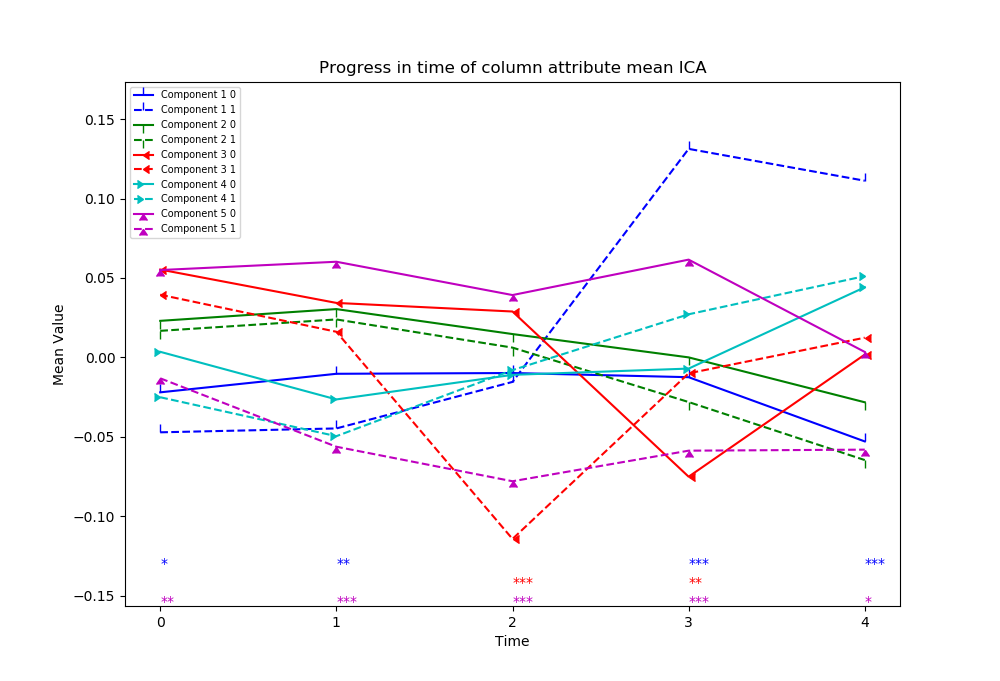 Progress in time of column attribute mean ICA
Component 1 0
Component 1 1
Component 2 0
Component 2 1
Component 3 0
Component 3 1
Component 4 0
Component 4 1
Component 5 0
Component 5 1
Mean Value
0.15
0.10
0.05
0.00
−0.05
−0.10
−0.15
* ** *** ***
*** **
** *** *** *** *
0 1 2 3 4
Time